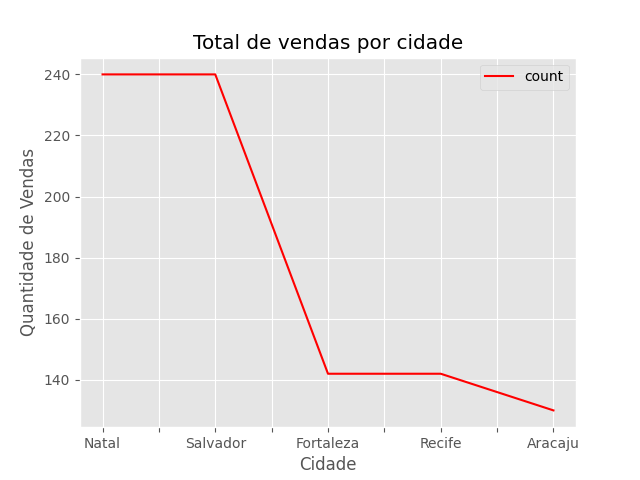 Total de vendas por cidade
count
Quantidade de Vendas
240
220
200
180
160
140
Natal Salvador Fortaleza Recife Aracaju
Cidade